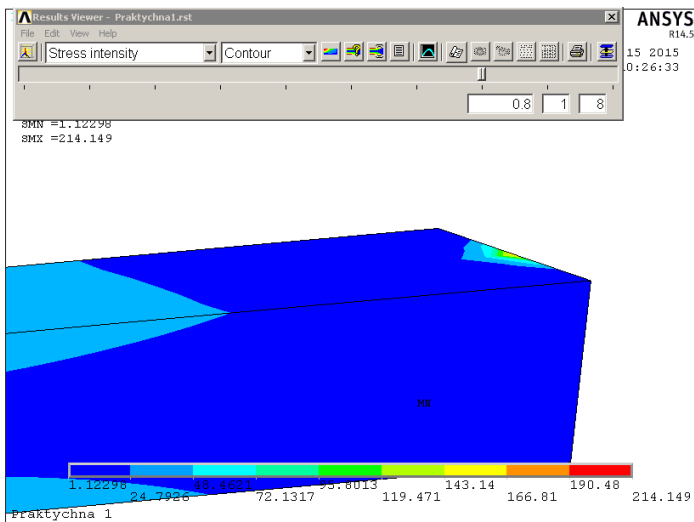 Results Viewer - Praktychna1.rst
ANSYS
R14.5
File Edit View Help
Stress intensity Contour
15 2015
0:26:33
0.8 1 8
SMN =1.12298
SMX =214.149
MN
1.12298 48.4621 95.8013 143.14 190.48
24.7926 72.1317 119.471 166.81 214.149
Praktychna 1